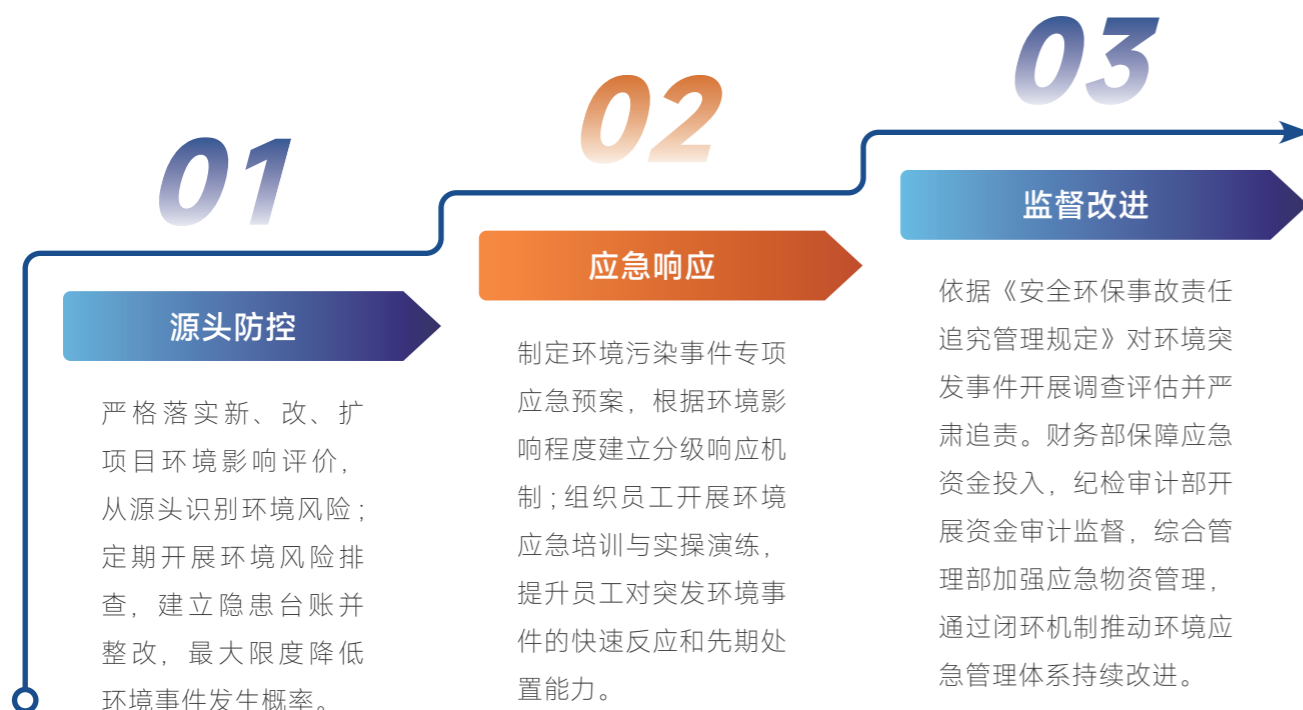 01
源头防控
严格落实新、改、扩
项目环境影响评价，
从源头识别环境风险；
定期开展环境风险排
查，建立隐患台账并
整改，最大限度降低
环境事件发生概率。
02
应急响应
制定环境污染事件专项
应急预案，根据环境影
响程度建立分级响应机
制；组织员工开展环境
应急培训与实操演练，
提升员工对突发环境事
件的快速反应和先期处
置能力。
03
监督改进
依据《安全环保事故责任
追究管理规定》对环境突
发事件开展调查评估并严
肃追责。财务部保障应急
资金投入，纪检审计部开
展资金审计监督，综合管
理部加强应急物资管理，
通过闭环机制推动环境应
急管理体系持续改进。